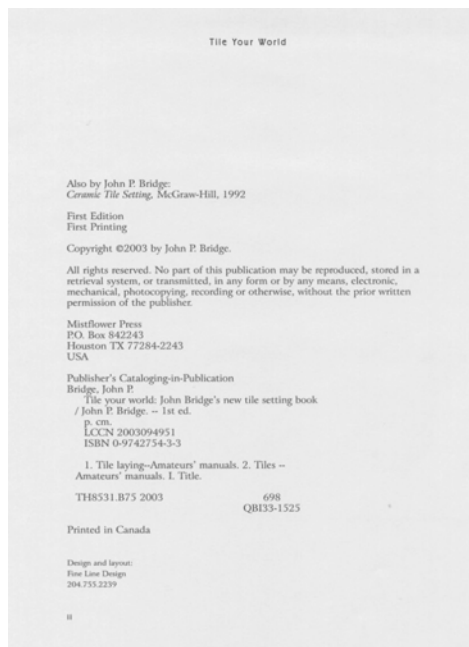 Tile Your World
Also by John P. Bridge:
Ceramic Tile Setting, McGraw-Hill, 1992
First Edition
First Printing
Copyright ©2003 by John P. Bridge.
All rights reserved. No part of this publication may be reproduced, stored in a
retrieval system, or transmitted, in any form or by any means, electronic,
mechanical, photocopying, recording or otherwise, without the prior written
permission of the publisher.
Mistflower Press
P.O. Box 842243
Houston TX 77284-2243
USA
Publisher's Cataloging-in-Publication
Bridge, John P.
Tile your world: John Bridge's new tile setting book
/ John P. Bridge. -- 1st ed.
p. cm.
LCCN 2003094951
ISBN 0-9742754-3-3
1. Tile laying--Amateurs' manuals. 2. Tiles --
Amateurs' manuals. I. Title.
TH8531.B75 2003 698
QBI33-1525
Printed in Canada
Design and layout:
Fine Line Design
204.755.2239